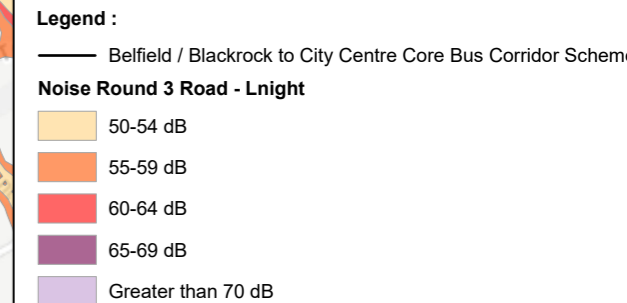 Legend :
Belfield / Blackrock to City Centre Core Bus Corridor Scheme
Noise Round 3 Road - Lnight
50-54 dB
55-59 dB
60-64 dB
65-69 dB
Greater than 70 dB